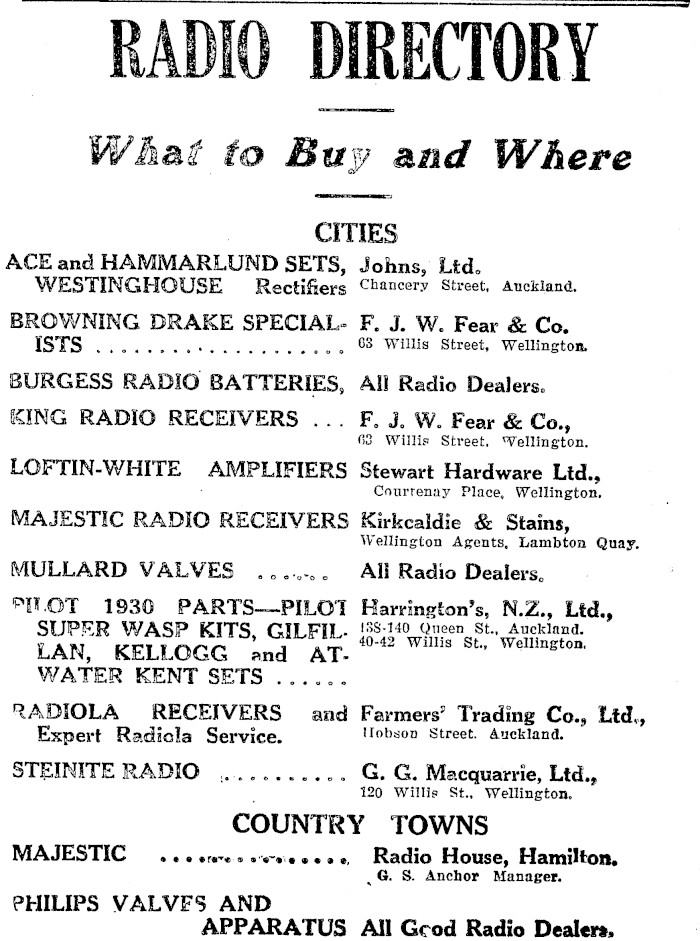 RADIO DIRECTORY
What to Buy and Where
CITIES
ACE and HAMMARLUND SETS, Johns, Ltd.
WESTINGHOUSE Rectifiers Chancery Street, Auckland.
BROWNING DRAKE SPECIAL- F. J. W. Fear & Co.
ISTS .................... 63 Willis Street, Wellington.
BURGESS RADIO BATTERIES, All Radio Dealers.
KING RADIO RECEIVERS ... F. J. W. Fear & Co.,
63 Willis Street, Wellington.
LOFTIN-WHITE AMPLIFIERS Stewart Hardware Ltd.,
Courtenay Place, Wellington.
MAJESTIC RADIO RECEIVERS Kirkcaldie & Stains,
Wellington Agents, Lambton Quay.
MULLARD VALVES ........ All Radio Dealers.
PILOT 1930 PARTS—PILOT Harrington's, N.Z., Ltd.,
SUPER WASP KITS, GILFIL- 138-140 Queen St., Auckland.
LAN, KELLOGG and AT- 40-42 Willis St., Wellington.
WATER KENT SETS ......
RADIOLA RECEIVERS and Farmers' Trading Co., Ltd.,
Expert Radiola Service. Hobson Street, Auckland.
STEINITE RADIO .......... G. G. Macquarrie, Ltd.,
120 Willis St., Wellington.
COUNTRY TOWNS
MAJESTIC .................. Radio House, Hamilton.
G. S. Anchor Manager.
PHILIPS VALVES AND
APPARATUS All Good Radio Dealers,